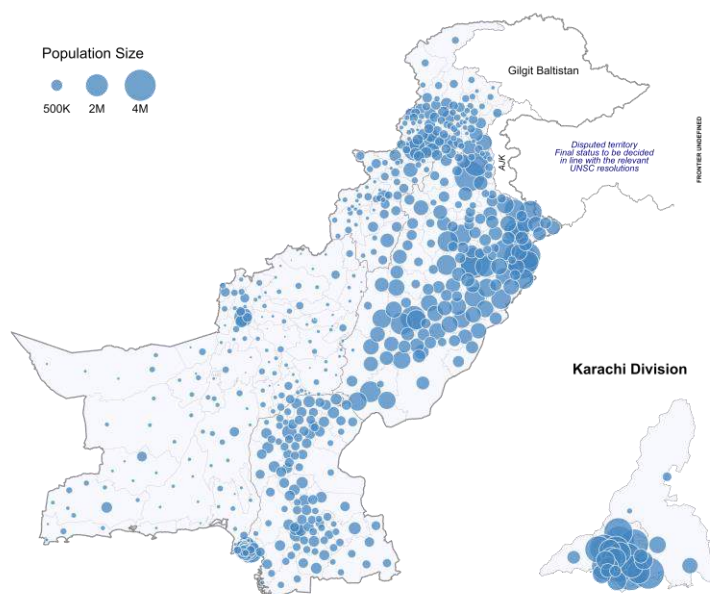 Population Size
500K 2M 4M
Gilgit Baltistan
AJK
Disputed territory
Final status to be decided
in line with the relevant
UNSC resolutions
FRONTIER UNDEFINED
Karachi Division